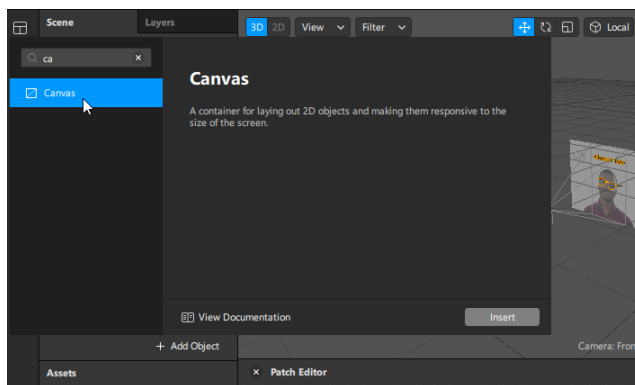 Scene
Layers
3D 2D View Filter
Local
ca
Canvas
Canvas
A container for laying out 2D objects and making them responsive to the
size of the screen.
View Documentation
Insert
+ Add Object
Camera: Fron
Assets
Patch Editor